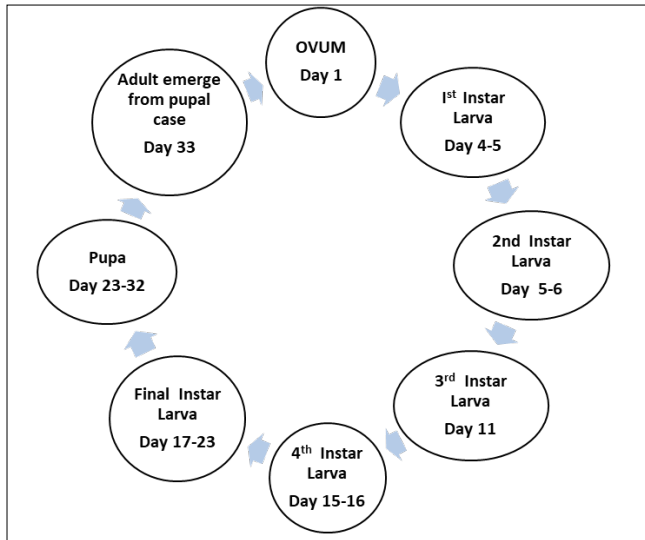 OVUM
Day 1
Iˢᵗ Instar
Larva
Day 4-5
2nd Instar
Larva
Day 5-6
3ʳᵈ Instar
Larva
Day 11
4ᵗʰ Instar
Larva
Day 15-16
Final Instar
Larva
Day 17-23
Pupa
Day 23-32
Adult emerge
from pupal
case
Day 33